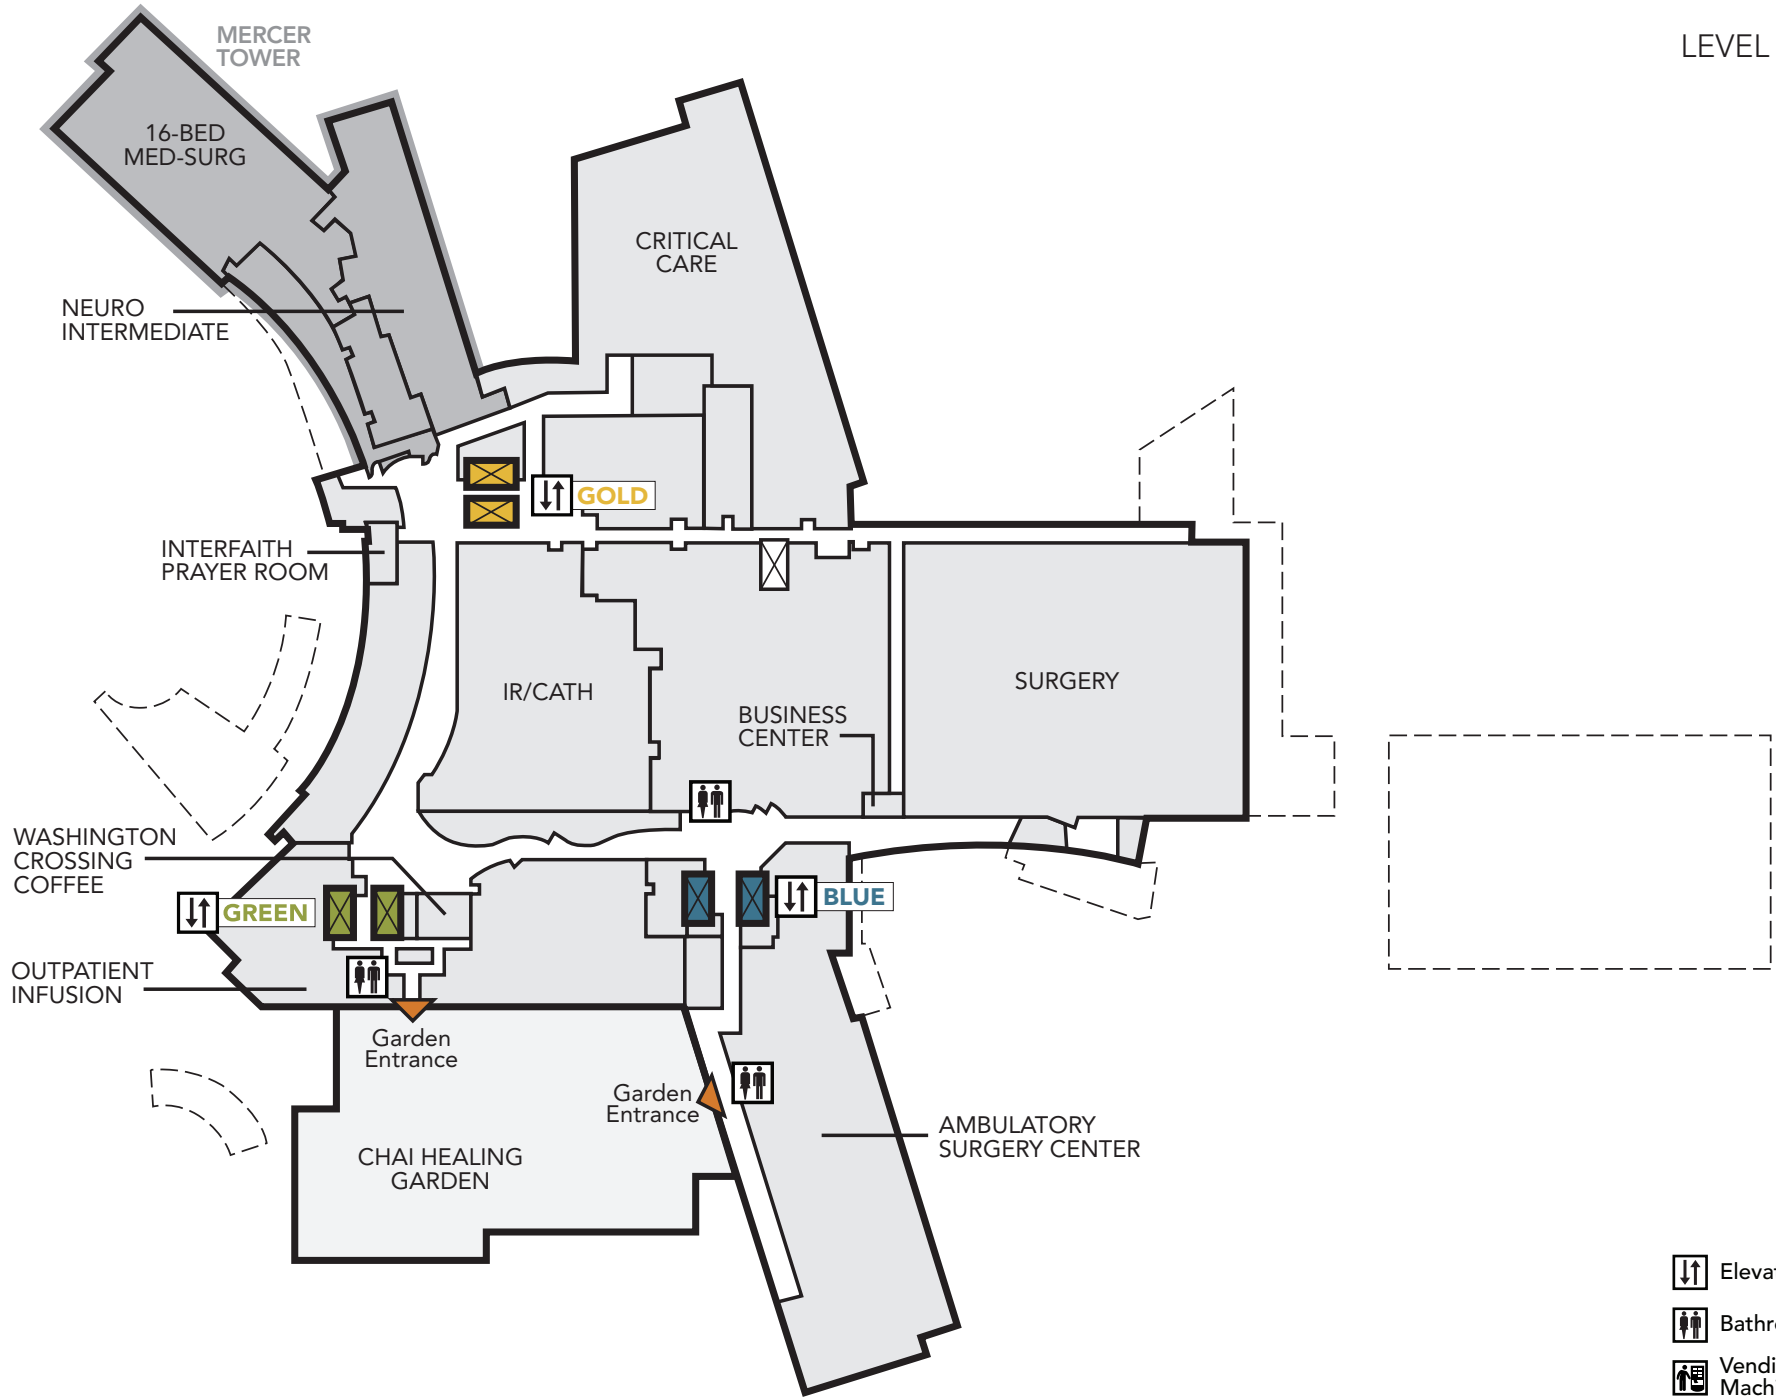 MERCER
TOWER
LEVEL
16-BED
MED-SURG
CRITICAL
CARE
NEURO
INTERMEDIATE
GOLD
INTERFAITH
PRAYER ROOM
IR/CATH
SURGERY
BUSINESS
CENTER
WASHINGTON
CROSSING
COFFEE
GREEN
BLUE
OUTPATIENT
INFUSION
Garden
Entrance
Garden
Entrance
AMBULATORY
SURGERY CENTER
CHAI HEALING
GARDEN